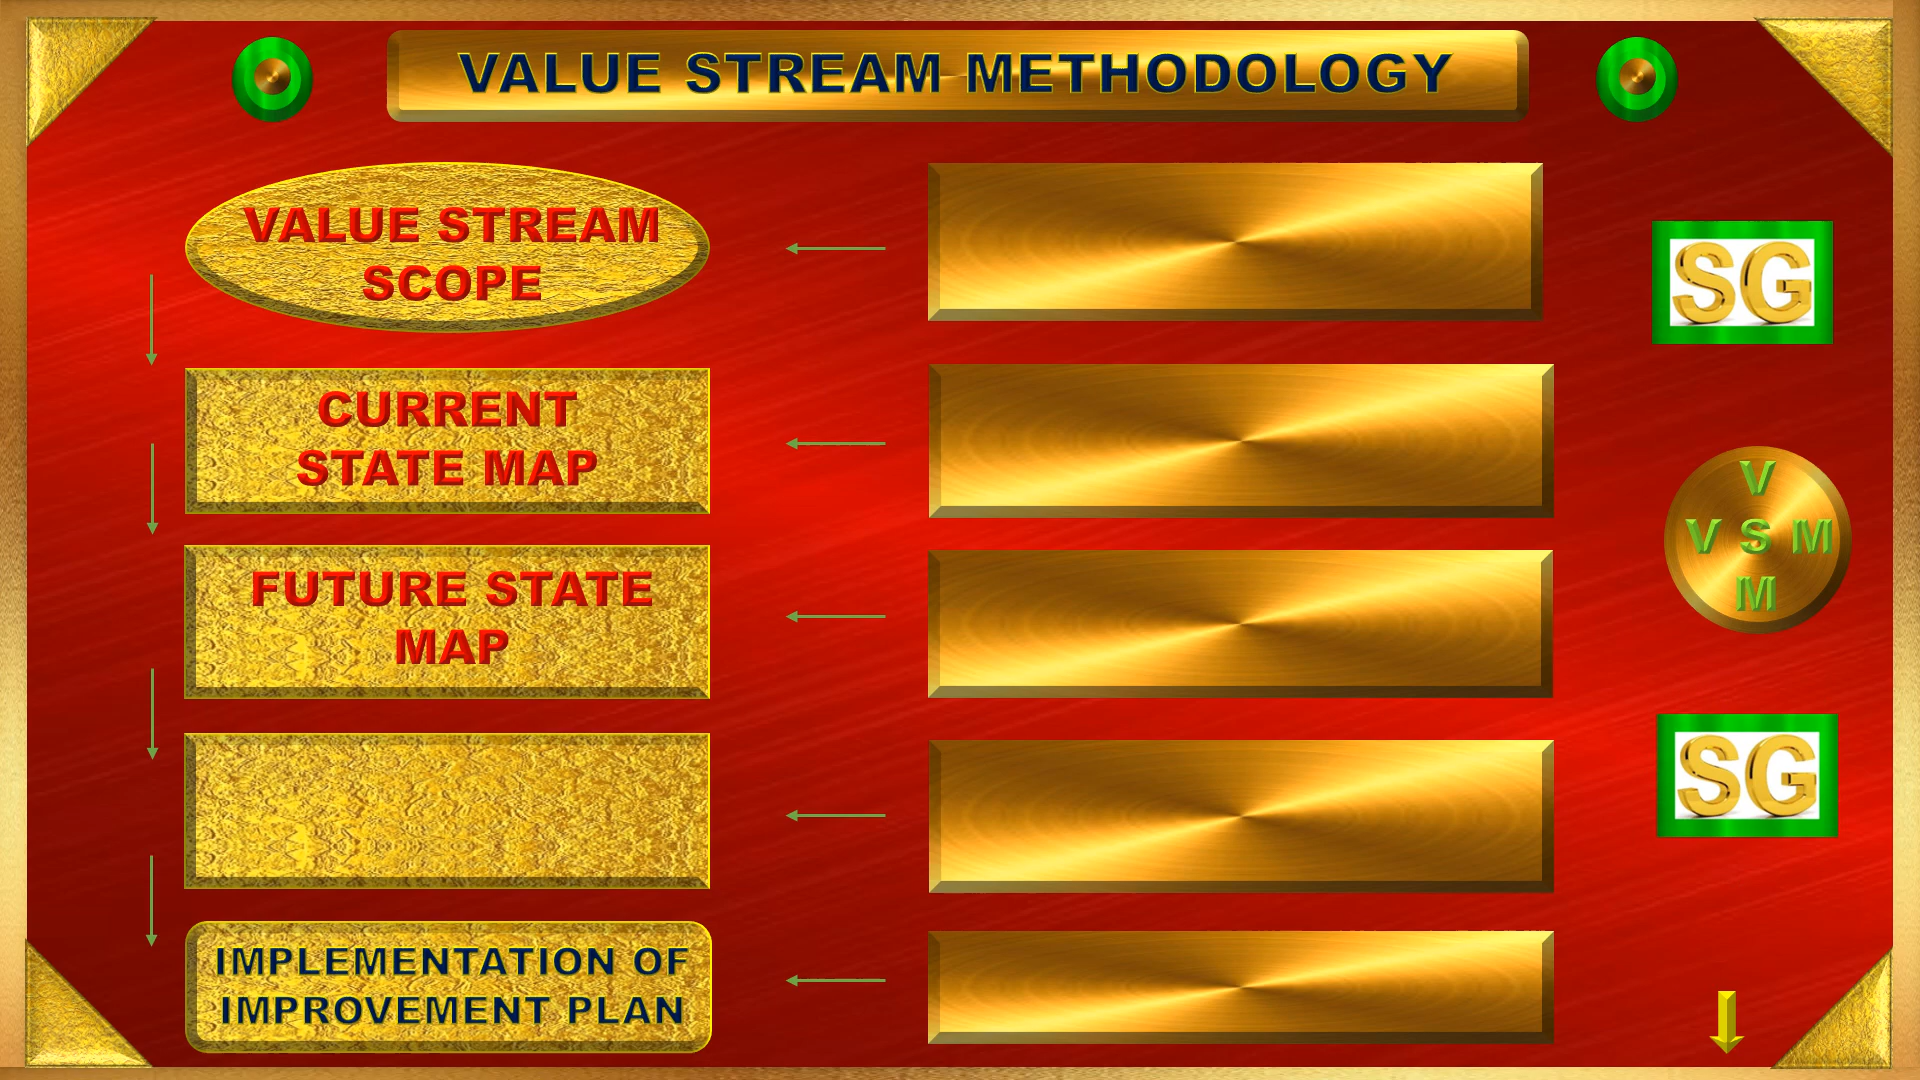 VALUE STREAM METHODOLOGY
VALUE STREAM
SCOPE
CURRENT
STATE MAP
FUTURE STATE
MAP
IMPLEMENTATION OF
IMPROVEMENT PLAN
SG
V
V S M
M
SG